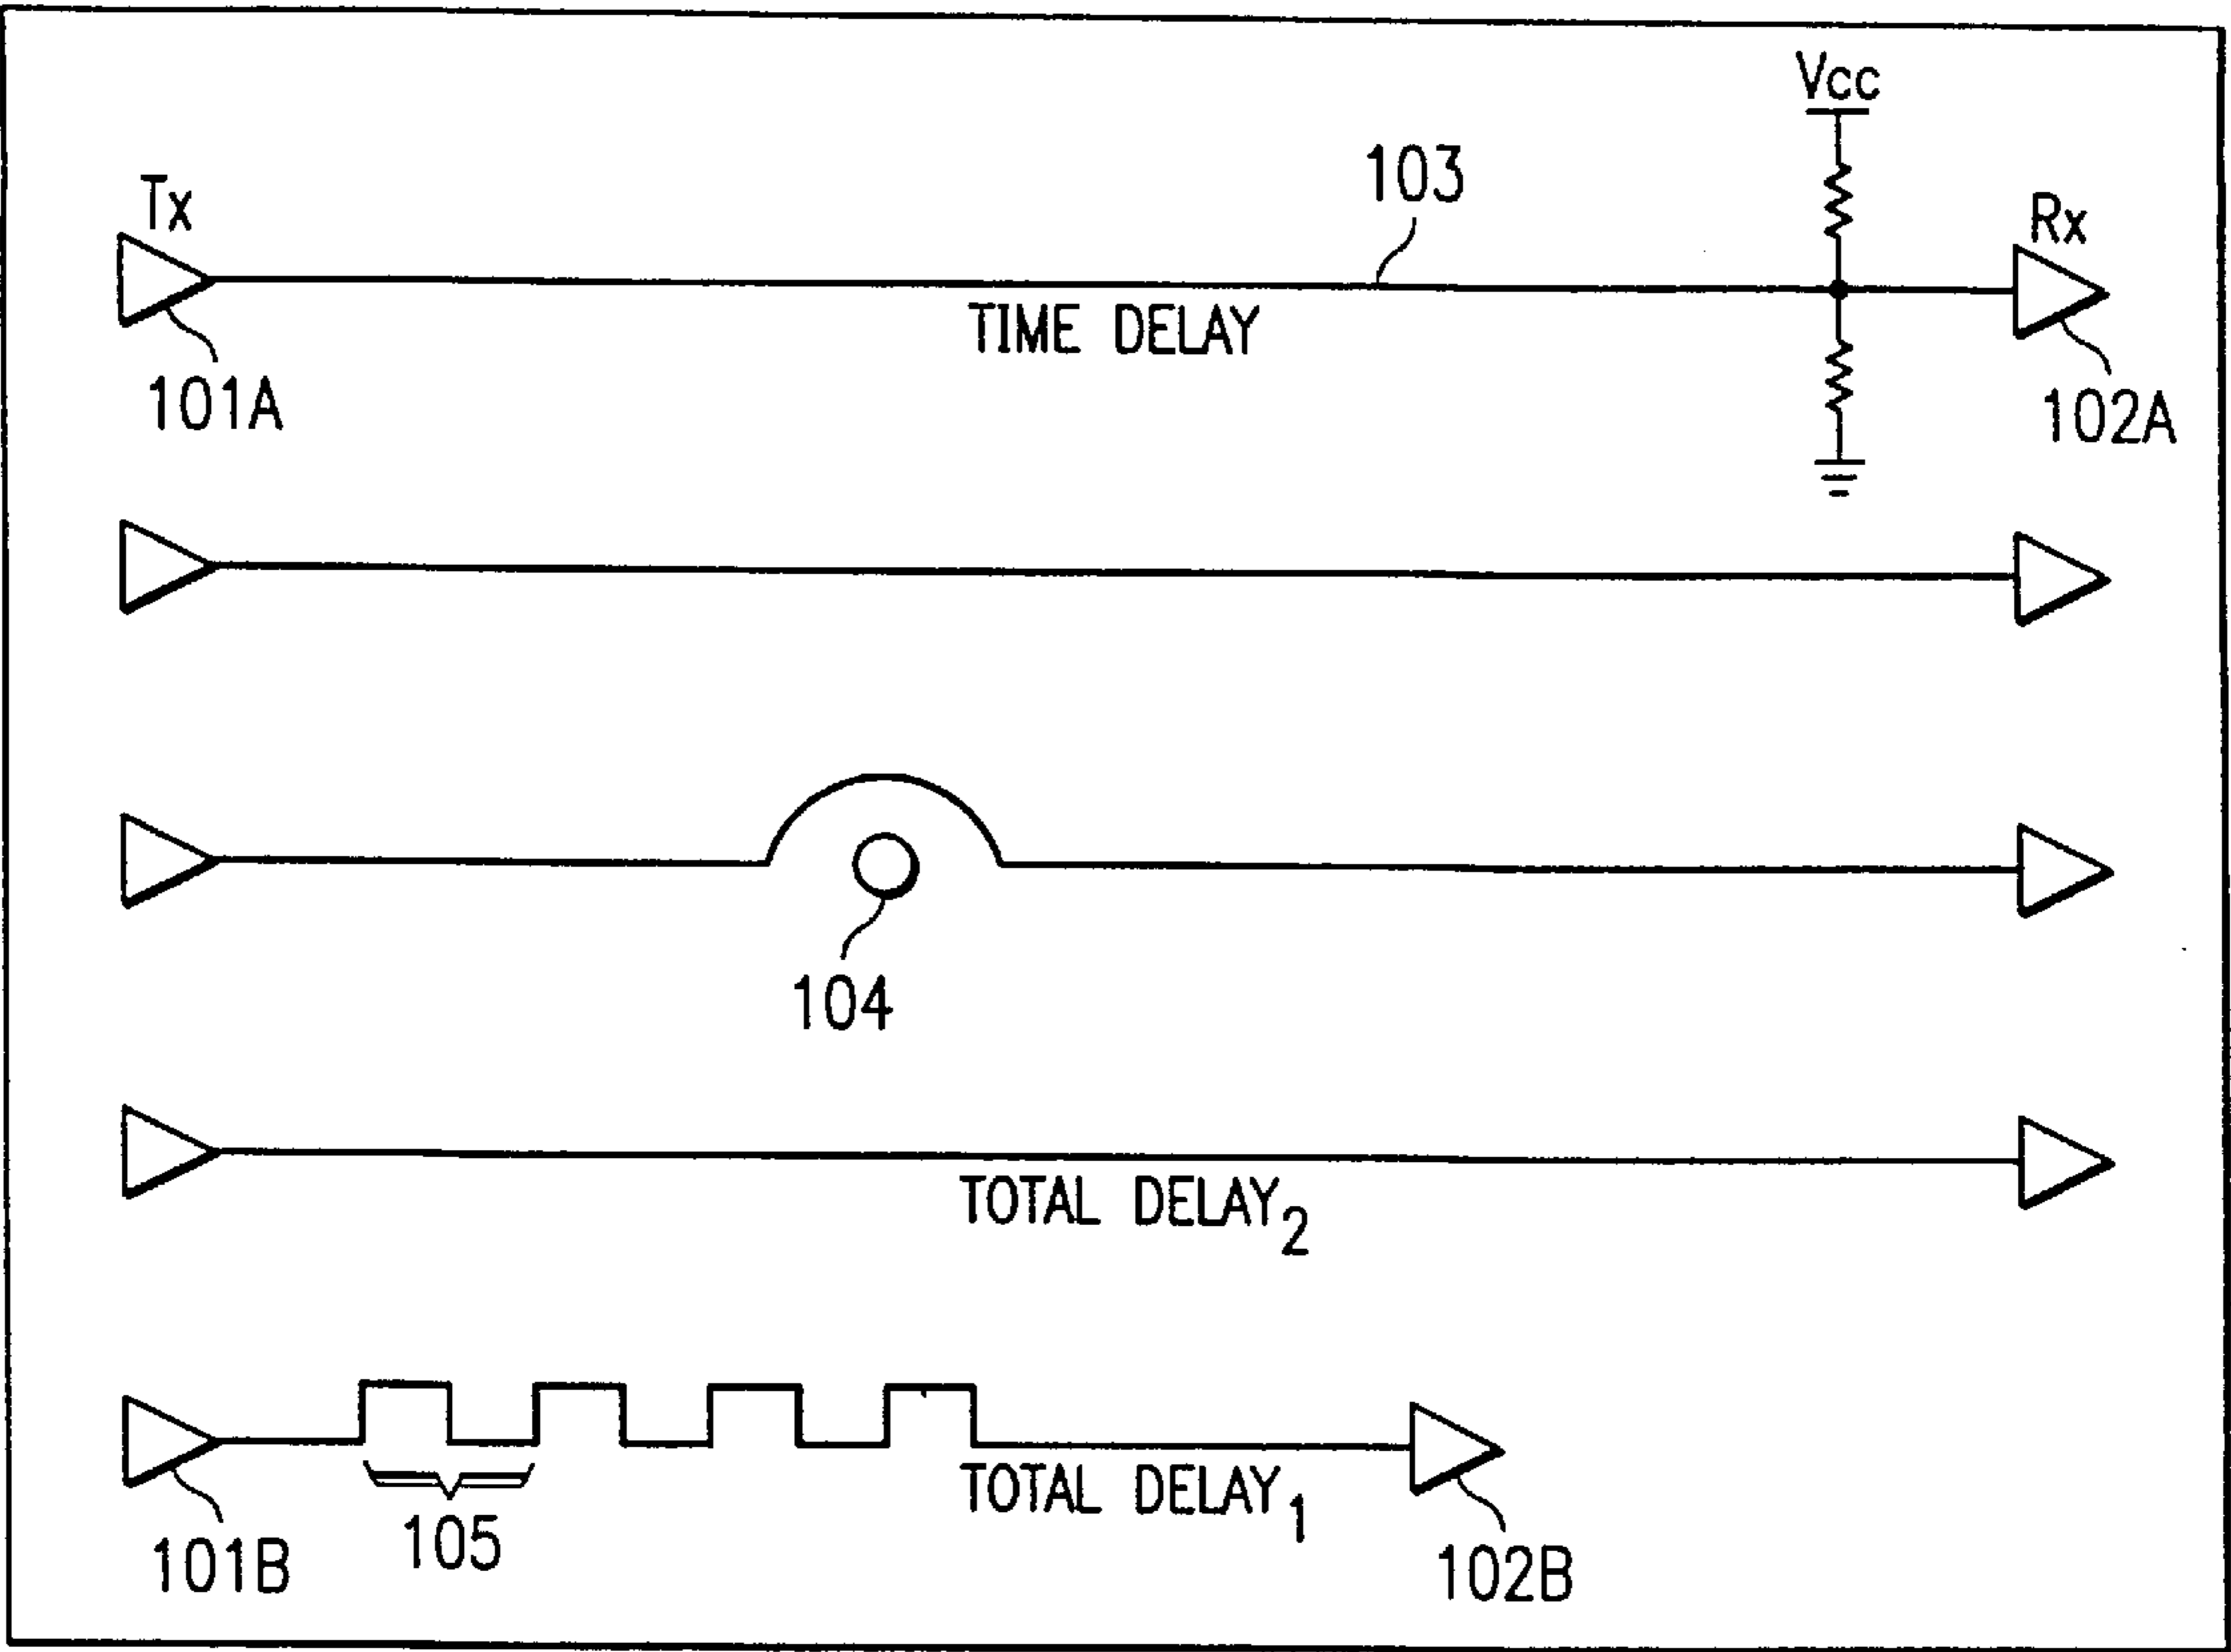 Vcc
103
Tx
Rx
TIME DELAY
101A
102A
104
TOTAL DELAY2
TOTAL DELAY1
105
101B
102B